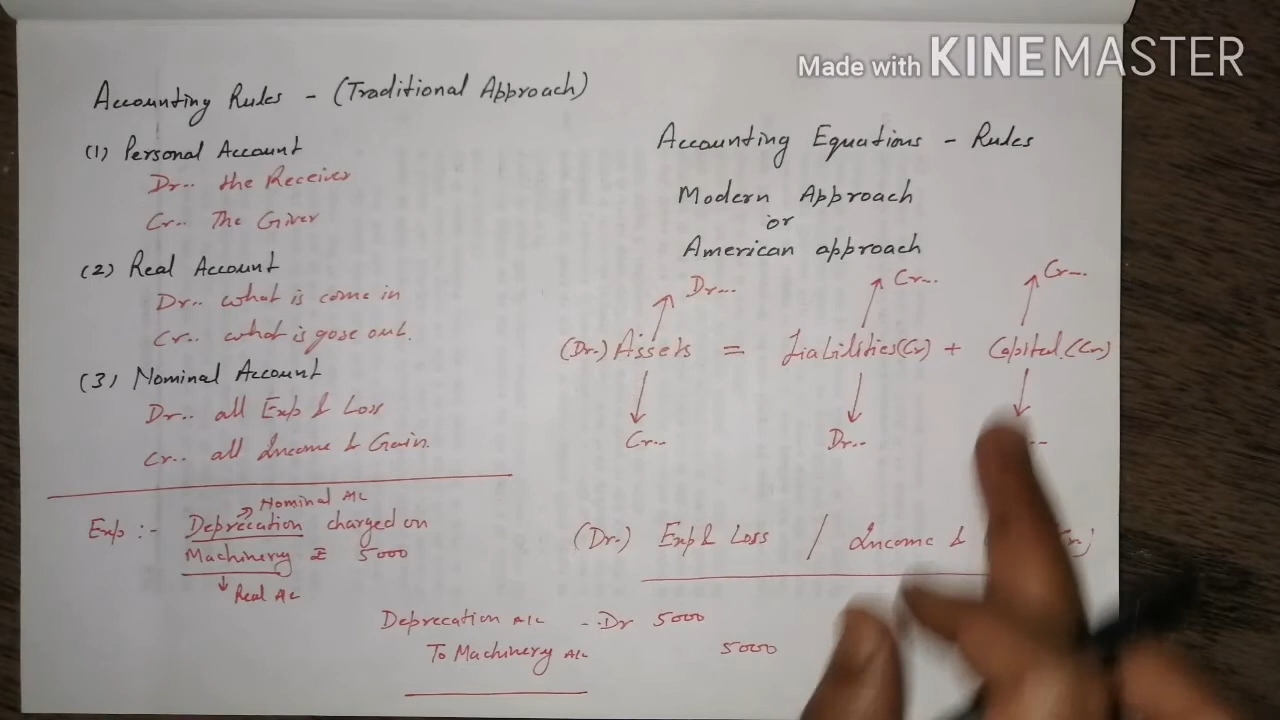 Made with KINEMASTER
Accounting Rules - (Traditional Approach)
(1) Personal Account
Dr.. the Receiver
Cr.. The Giver
(2) Real Account
Dr.. what is come in
Cr.. what is gose out.
(3) Nominal Account
Dr.. all Exp & Loss
Cr.. all Income & Gain.
Nominal A/c
Exp :- Deprecation charged on
Machinery 5000
Real A/c
Accounting Equations - Rules
Modern Approach
or
American approach
Dr... Cr... Cr...
(Dr.) Assets = Liabilities(Cr) + Capital.(Cr)
Cr... Dr...
(Dr.) Exp & Loss / Income &
Deprecation A/c - .Dr 5000
To Machinery A/c 5000